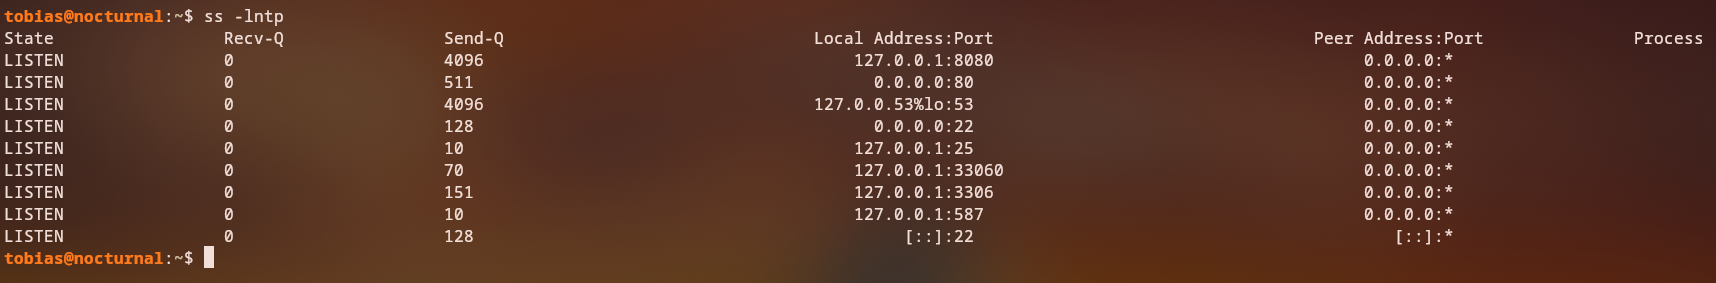 tobias@nocturnal:~$ ss -lntp
State Recv-Q Send-Q Local Address:Port Peer Address:Port Process
LISTEN 0 4096 127.0.0.1:8080 0.0.0.0:*
LISTEN 0 511 0.0.0.0:80 0.0.0.0:*
LISTEN 0 4096 127.0.0.53%lo:53 0.0.0.0:*
LISTEN 0 128 0.0.0.0:22 0.0.0.0:*
LISTEN 0 10 127.0.0.1:25 0.0.0.0:*
LISTEN 0 70 127.0.0.1:33060 0.0.0.0:*
LISTEN 0 151 127.0.0.1:3306 0.0.0.0:*
LISTEN 0 10 127.0.0.1:587 0.0.0.0:*
LISTEN 0 128 [::]:22 [::]:*
tobias@nocturnal:~$